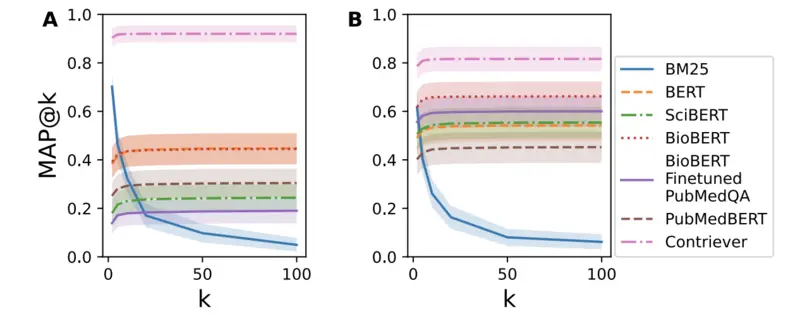 A
B
MAP@k
1.0
0.8
0.6
0.4
0.2
0.0
0
50
100
k
1.0
0.8
0.6
0.4
0.2
0.0
0
50
100
k
BM25
BERT
SciBERT
BioBERT
BioBERT
Finetuned
PubMedQA
PubMedBERT
Contriever